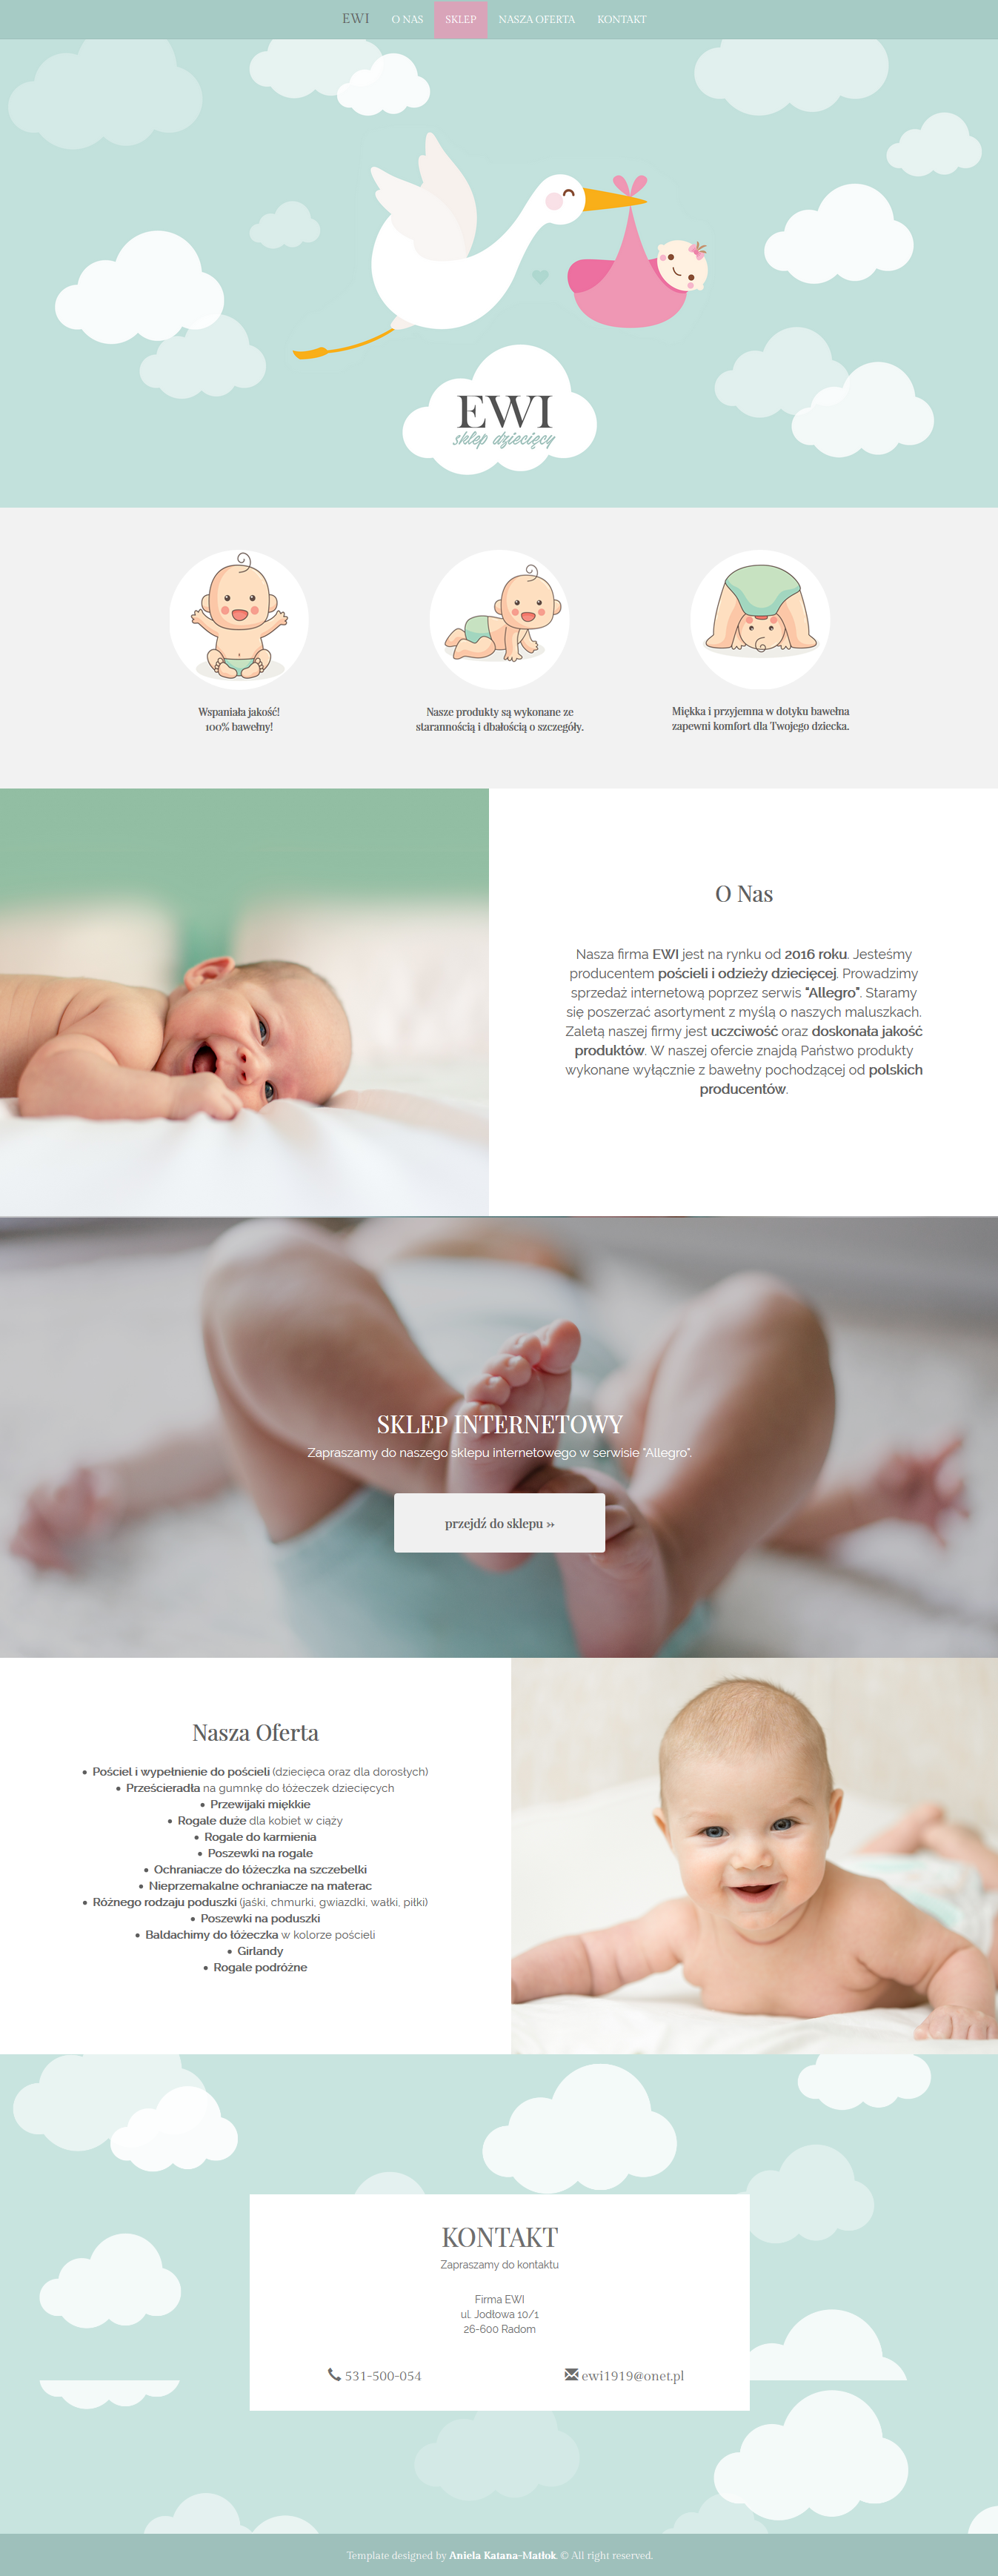 EWI O NAS SKLEP NASZA OFERTA KONTAKT
EWI
sklep dziecięcy
Wspaniała jakość!
100% bawełny!
Nasze produkty są wykonane ze
starannością i dbałością o szczegóły.
Miękka i przyjemna w dotyku bawełna
zapewni komfort dla Twojego dziecka.
O Nas
Nasza firma EWI jest na rynku od 2016 roku. Jesteśmy
producentem pościeli i odzieży dziecięcej. Prowadzimy
sprzedaż internetową poprzez serwis "Allegro". Staramy
się poszerzać asortyment z myślą o naszych maluszkach.
Zaletą naszej firmy jest uczciwość oraz doskonała jakość
produktów. W naszej ofercie znajdą Państwo produkty
wykonane wyłącznie z bawełny pochodzącej od polskich
producentów.
SKLEP INTERNETOWY
Zapraszamy do naszego sklepu internetowego w serwisie "Allegro".
przejdź do sklepu »
Nasza Oferta
• Pościel i wypełnienie do pościeli (dziecięca oraz dla dorosłych)
• Prześcieradła na gumnkę do łóżeczek dziecięcych
• Przewijaki miękkie
• Rogale duże dla kobiet w ciąży
• Rogale do karmienia
• Poszewki na rogale
• Ochraniacze do łóżeczka na szczebelki
• Nieprzemakalne ochraniacze na materac
• Różnego rodzaju poduszki (jaśki, chmurki, gwiazdki, wałki, piłki)
• Poszewki na poduszki
• Baldachimy do łóżeczka w kolorze pościeli
• Girlandy
• Rogale podróżne
KONTAKT
Zapraszamy do kontaktu
Firma EWI
ul. Jodłowa 10/1
26-600 Radom
531-500-054
ewi1919@onet.pl
Template designed by Aniela Katana-Matłok. © All right reserved.